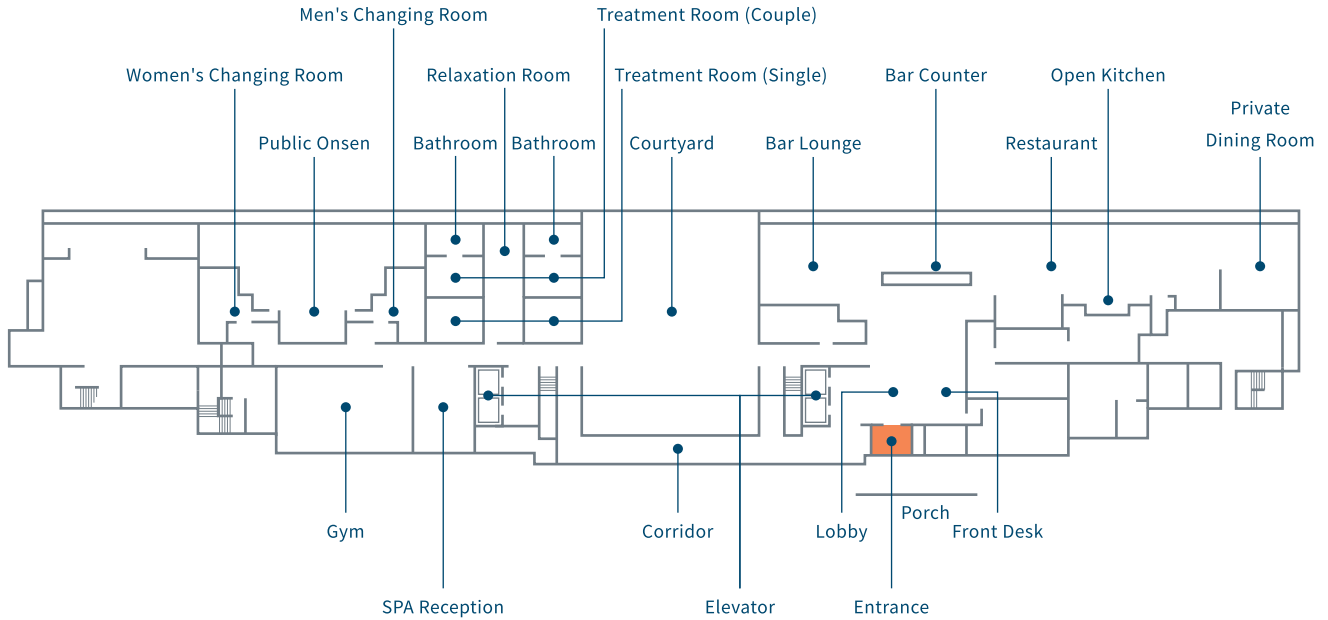 Men's Changing Room
Treatment Room (Couple)
Women's Changing Room
Relaxation Room
Treatment Room (Single)
Bar Counter
Open Kitchen
Private
Dining Room
Public Onsen
Bathroom
Bathroom
Courtyard
Bar Lounge
Restaurant
Porch
Gym
Corridor
Lobby
Front Desk
SPA Reception
Elevator
Entrance